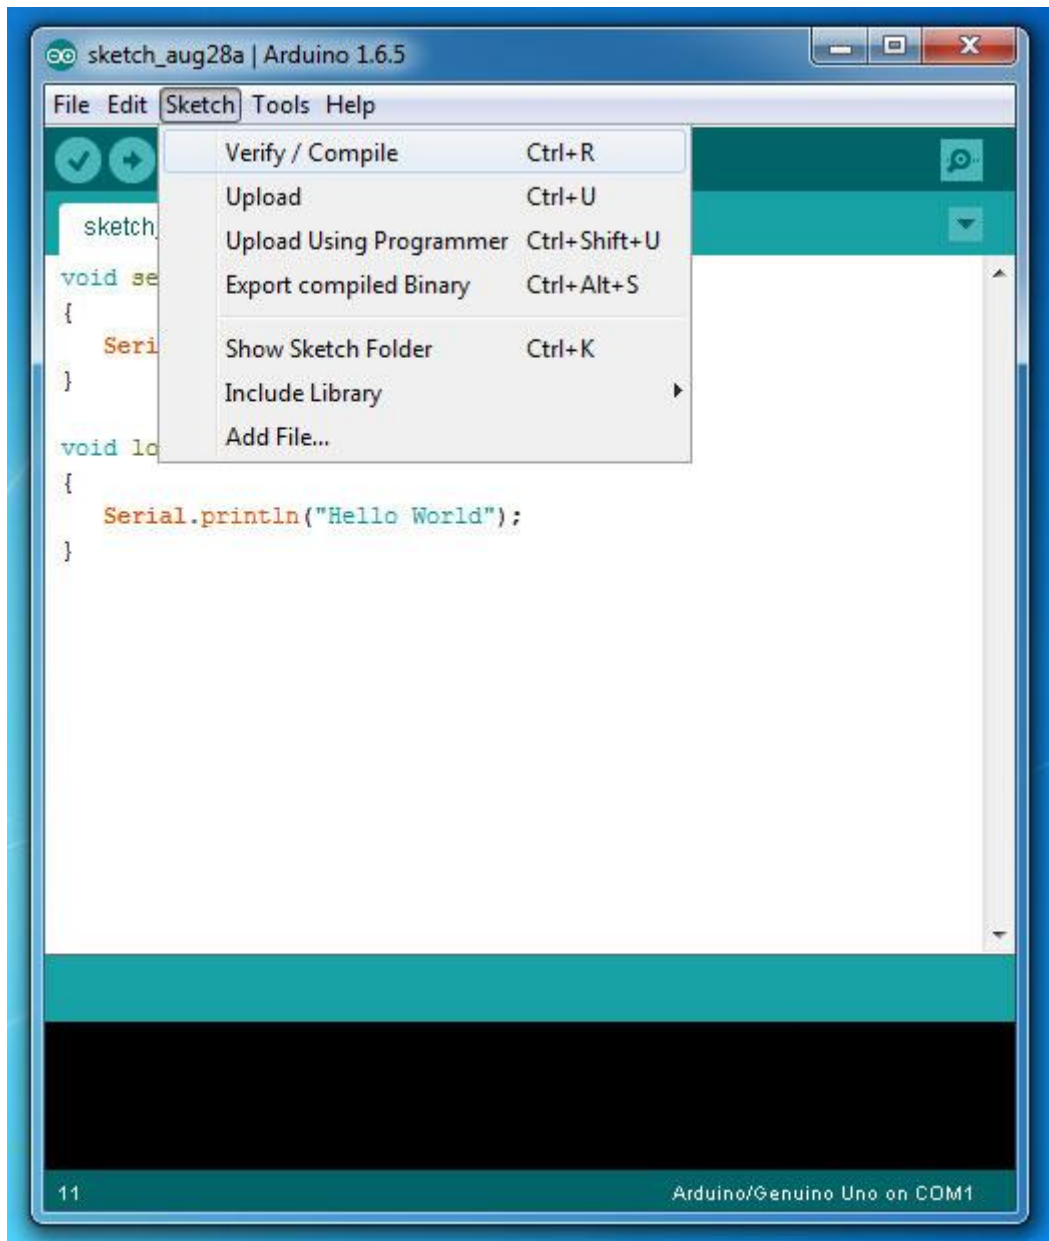 sketch_aug28a | Arduino 1.6.5
File Edit Sketch Tools Help
Verify / Compile Ctrl+R
Upload Ctrl+U
Upload Using Programmer Ctrl+Shift+U
Export compiled Binary Ctrl+Alt+S
Show Sketch Folder Ctrl+K
Include Library
Add File...
sketch_
void se
{
Seri
}
void lo
{
Serial.println("Hello World");
}
11 Arduino/Genuino Uno on COM1